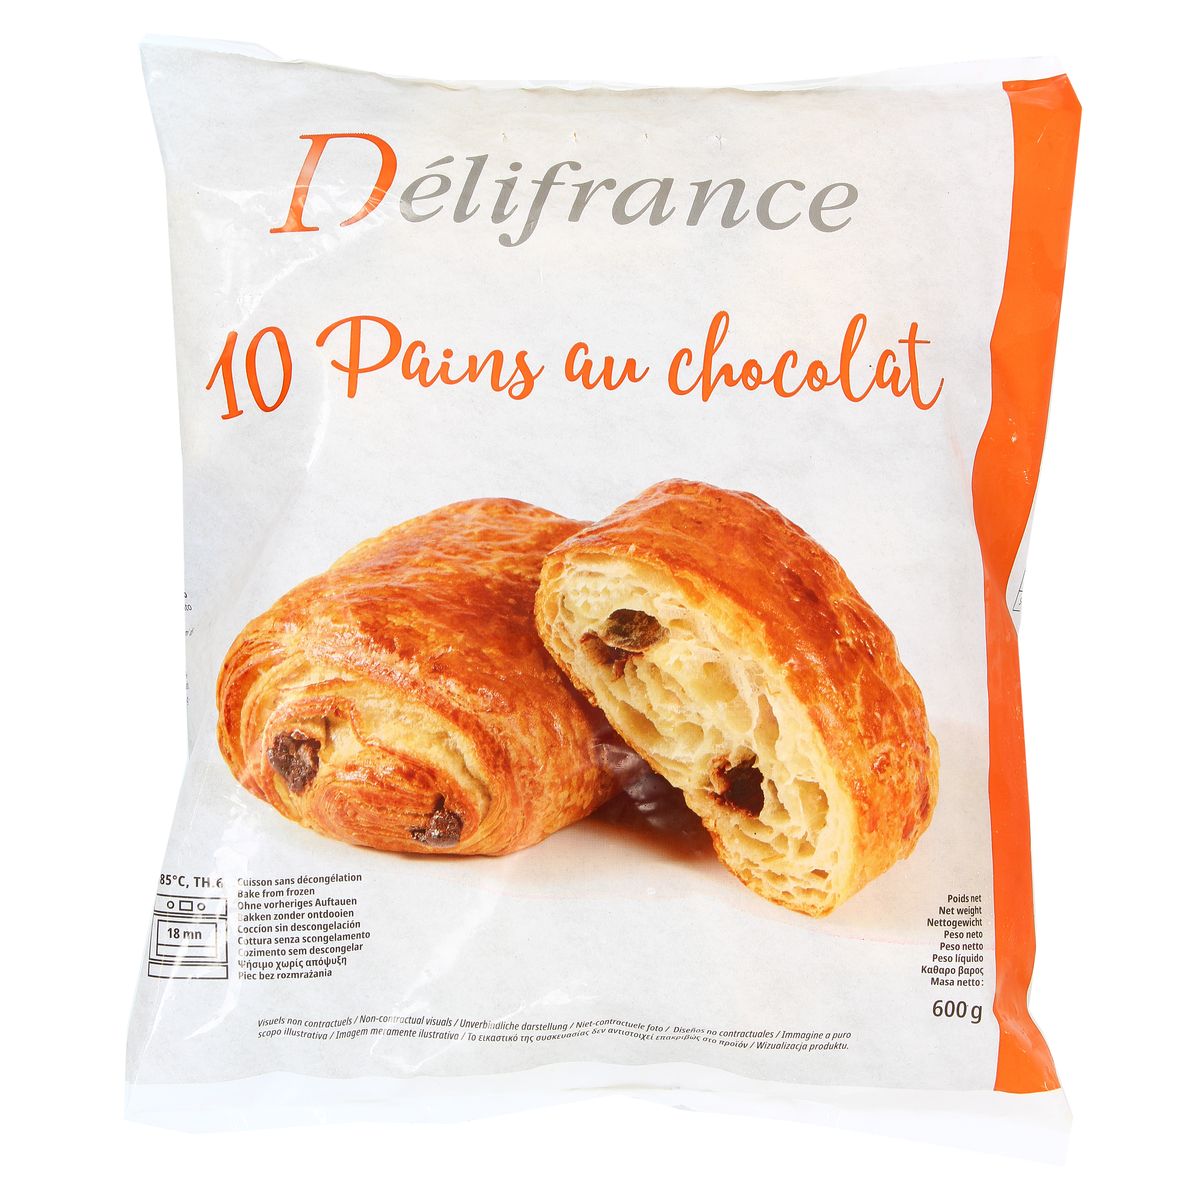 Délifrance
10 Pains au chocolat
85°C, TH.6
18 mn
Cuisson sans décongélation
Bake from frozen
Ohne vorheriges Auftauen
Bakken zonder ontdooien
Coccíon sin descongelación
Cottura senza scongelamento
Cozimento sem descongelar
Ψήσιμο χωρίς απόψυξη
Piec bez rozmrażania
Poids net
Net weight
Nettogewicht
Peso neto
Peso netto
Peso líquido
Καθαρο βαρος
Masa netto:
600g
Visuels non contractuels / Non-contractual visuals / Unverbindliche darstellung / Niet-contractuele foto / Diseños no contractuales / Immagine a puro
scopo illustrativa / Imagem meramente ilustrativa / Το εικαστικό της συσκευασίας δεν αντιστοιχεί επακριβώς στο προϊόν / Wizualizacja produktu.